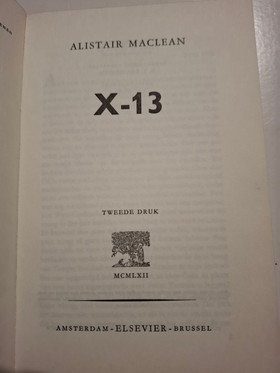 ALISTAIR MACLEAN
X-13
TWEEDE DRUK
MCMLXII
AMSTERDAM-ELSEVIER-BRUSSEL